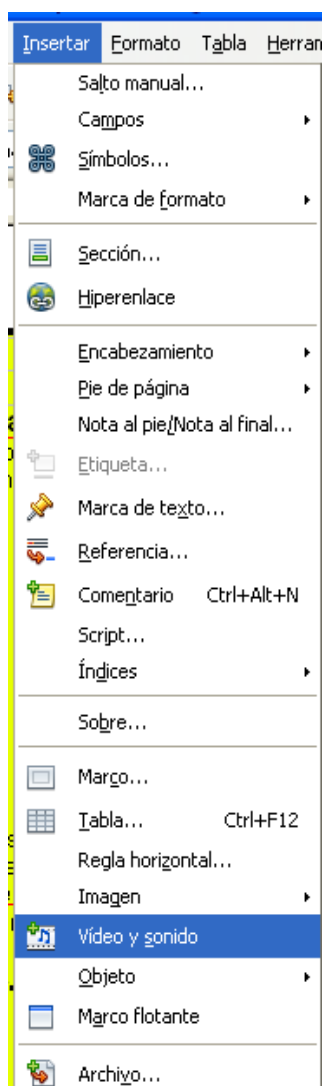 Insertar Formato Tabla Herran
Salto manual...
Campos
Símbolos...
Marca de formato
Sección...
Hiperenlace
Encabezamiento
Pie de página
Nota al pie/Nota al final...
Etiqueta...
Marca de texto...
Referencia...
Comentario Ctrl+Alt+N
Script...
Índices
Sobre...
Marco...
Tabla... Ctrl+F12
Regla horizontal...
Imagen
Vídeo y sonido
Objeto
Marco flotante
Archivo...